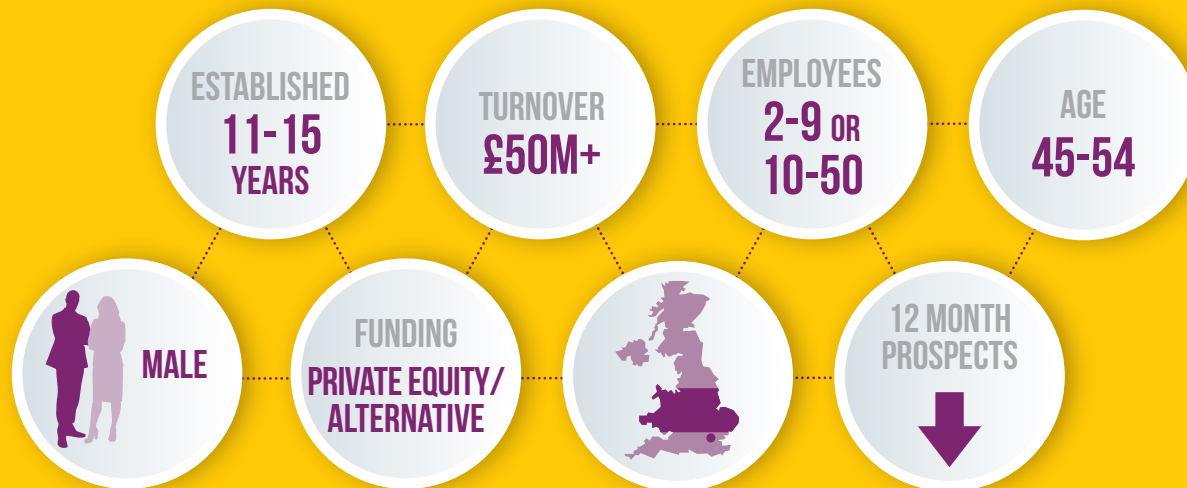 ESTABLISHED
11-15
YEARS
TURNOVER
£50M+
EMPLOYEES
2-9 OR
10-50
AGE
45-54
MALE
FUNDING
PRIVATE EQUITY/
ALTERNATIVE
12 MONTH
PROSPECTS